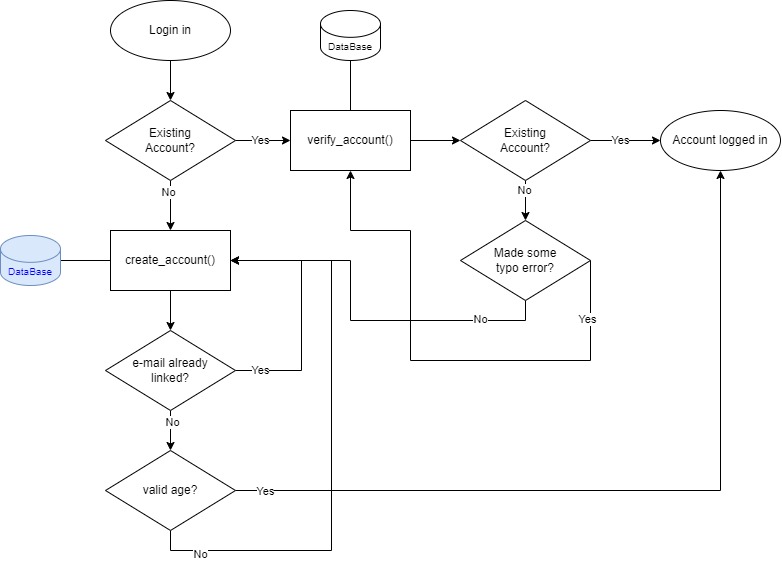 Login in
DataBase
Existing
Account?
Yes
verify_account()
Existing
Account?
Yes
Account logged in
No
No
DataBase
create_account()
Made some
typo error?
No
Yes
e-mail already
linked?
Yes
No
valid age?
Yes
No